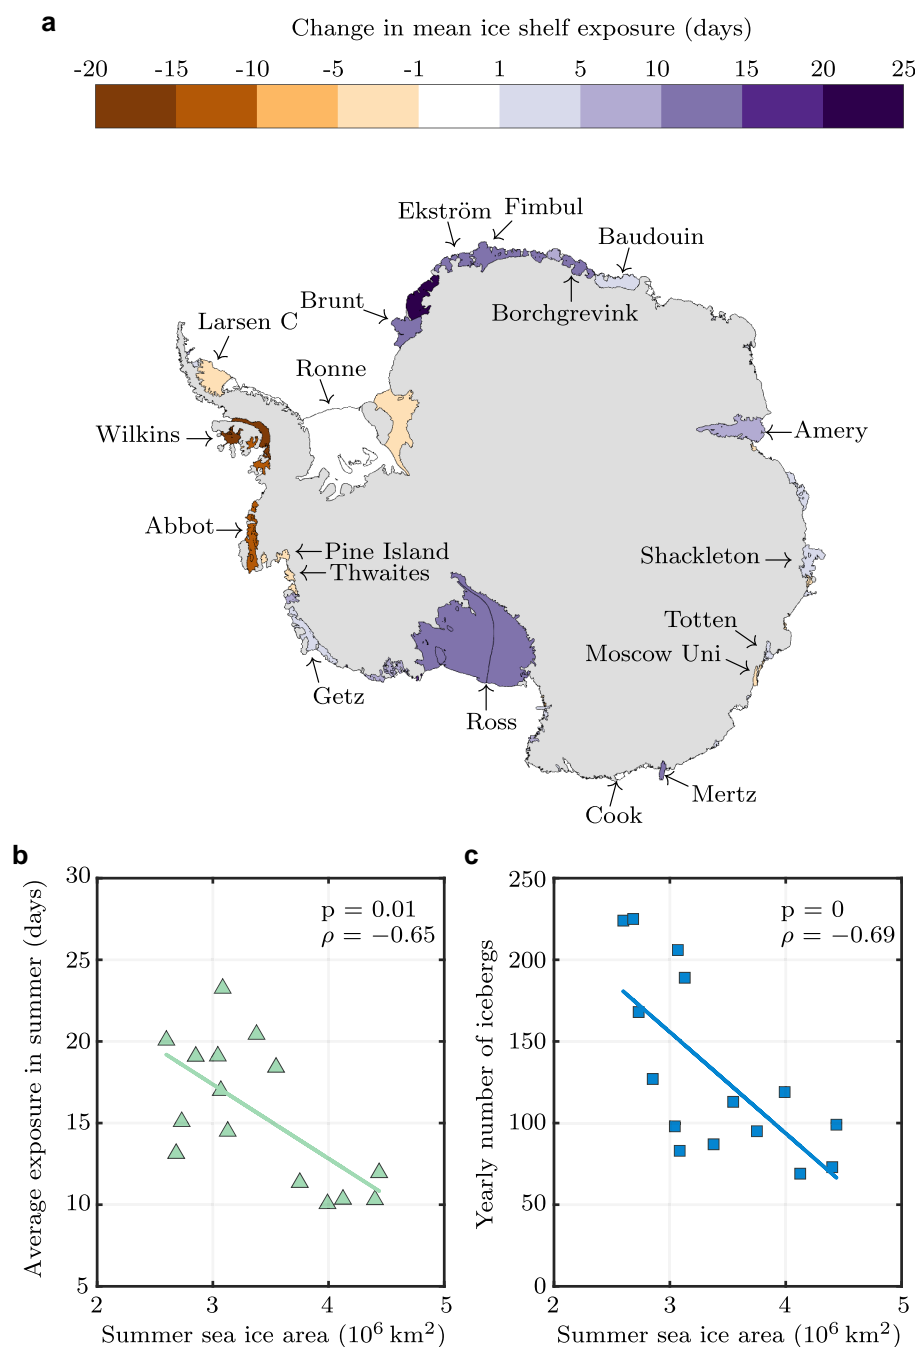 a
Change in mean ice shelf exposure (days)
-20 -15 -10 -5 -1 1 5 10 15 20 25
Ekström Fimbul
Baudouin
Brunt
Borchgrevink
Larsen C
Ronne
Wilkins
Amery
Abbot
Pine Island
Shackleton
Thwaites
Totten
Moscow Uni
Getz
Ross
Mertz
Cook
b
Average exposure in summer (days)
30
25
20
15
10
5
p = 0.01
ρ = −0.65
2 3 4 5
Summer sea ice area (10⁶ km²)
c
Yearly number of icebergs
250
200
150
100
50
0
p = 0
ρ = −0.69
2 3 4 5
Summer sea ice area (10⁶ km²)